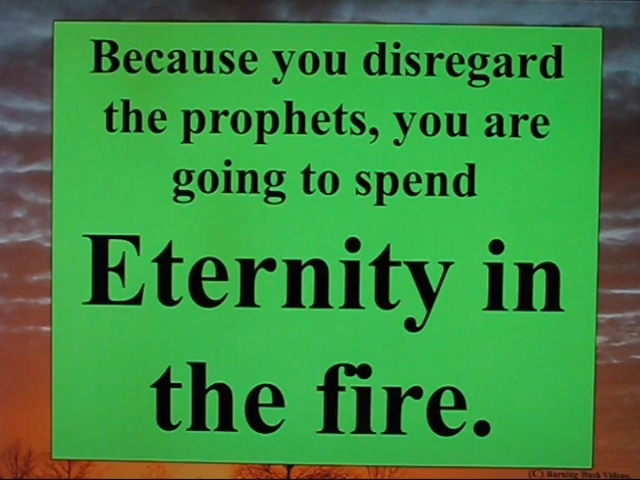 Because you disregard
the prophets, you are
going to spend
Eternity in
the fire.
(C) Burning Bush Videos